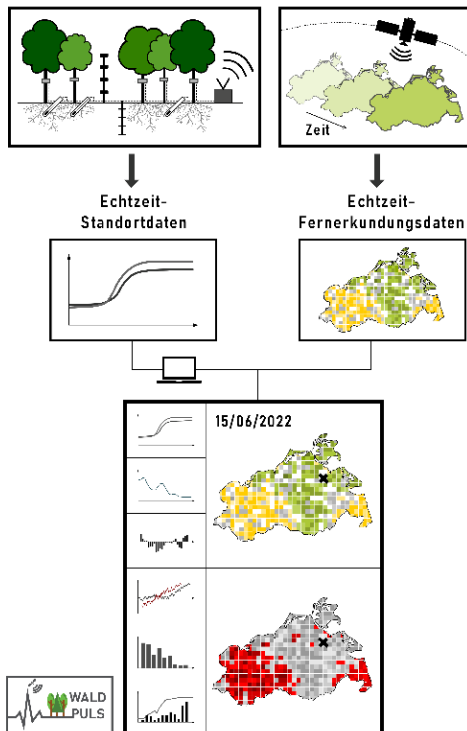 Zeit
Echtzeit-
Standortdaten
Echtzeit-
Fernerkundungsdaten
15/06/2022
WALD
PULS